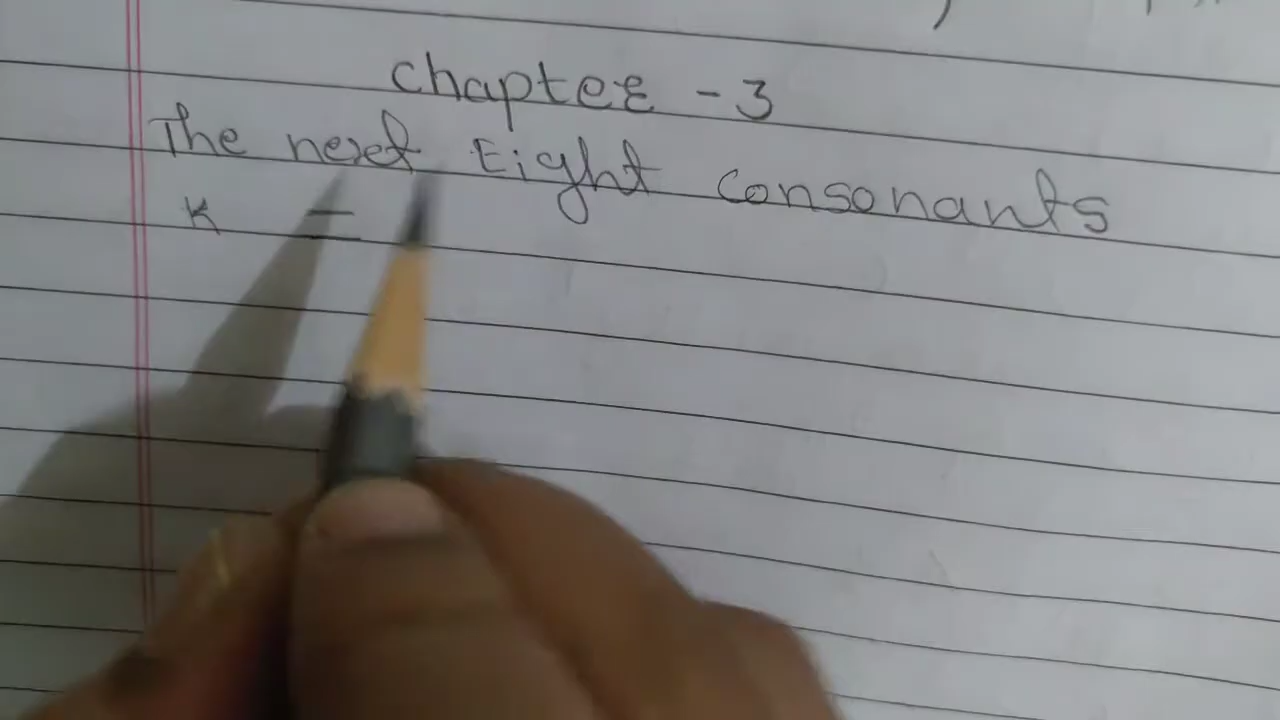 Chapter - 3
The next Eight Consonants
K —